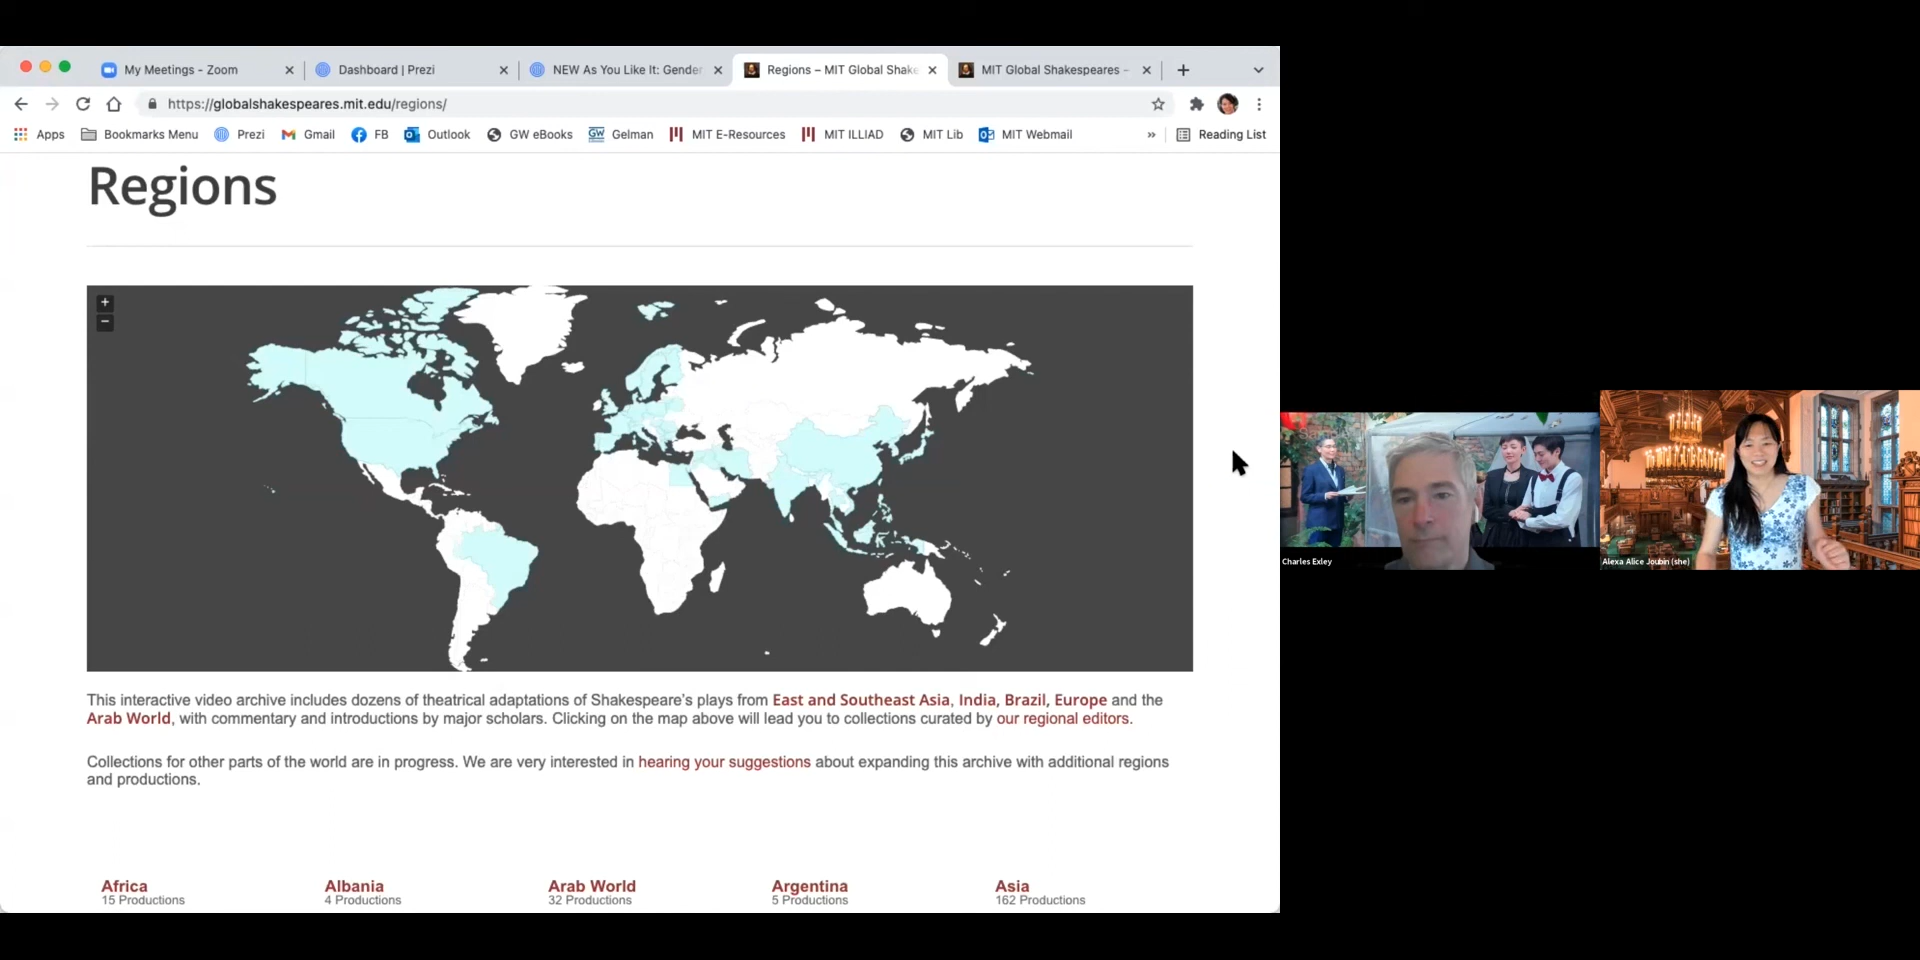 My Meetings - Zoom
Dashboard | Prezi
NEW As You Like It: Gender
Regions – MIT Global Shake
MIT Global Shakespeares –
https://globalshakespeares.mit.edu/regions/
Apps
Bookmarks Menu
Prezi
Gmail
FB
Outlook
GW eBooks
Gelman
MIT E-Resources
MIT ILLIAD
MIT Lib
MIT Webmail
»
Reading List
Regions
+
−
This interactive video archive includes dozens of theatrical adaptations of Shakespeare's plays from East and Southeast Asia, India, Brazil, Europe and the
Arab World, with commentary and introductions by major scholars. Clicking on the map above will lead you to collections curated by our regional editors.
Collections for other parts of the world are in progress. We are very interested in hearing your suggestions about expanding this archive with additional regions
and productions.
Africa
15 Productions
Albania
4 Productions
Arab World
32 Productions
Argentina
5 Productions
Asia
162 Productions
Charles Exley
Alexa Alice Joubin (she)